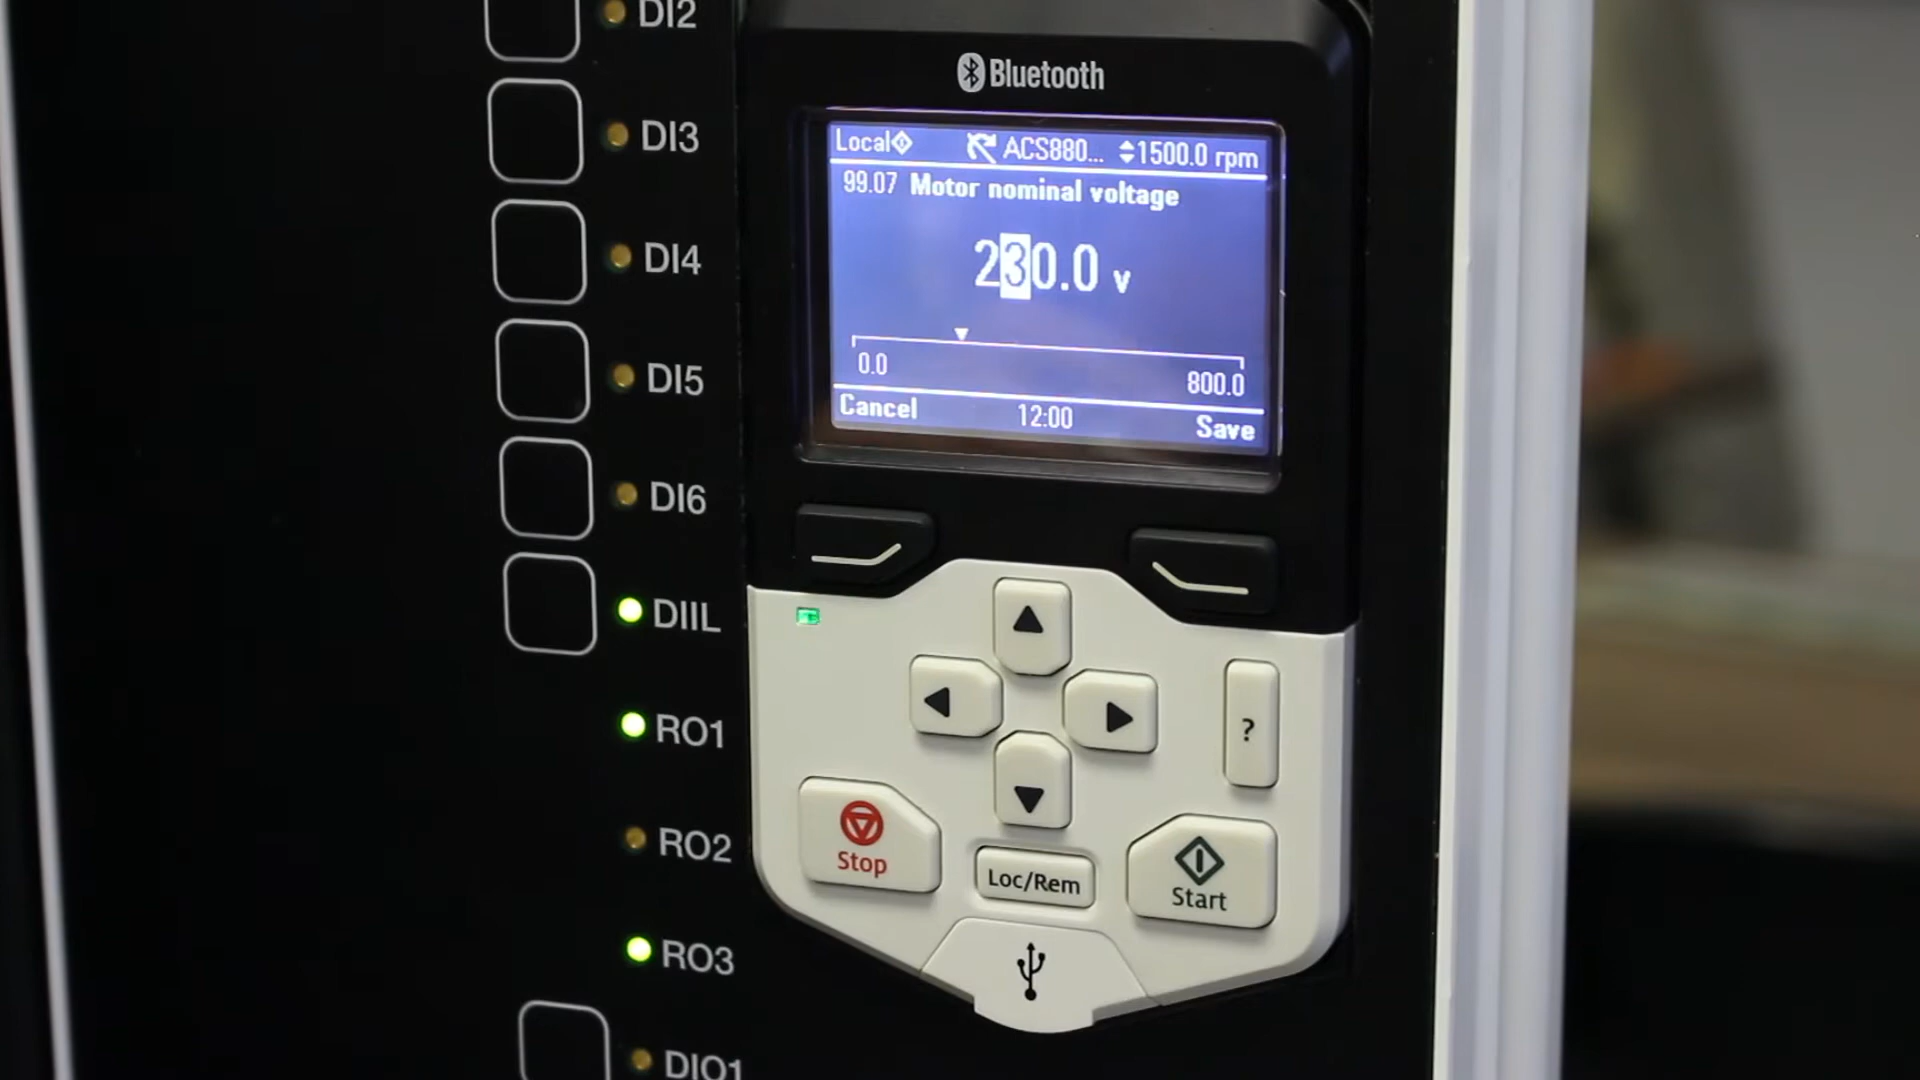 DI2
DI3
DI4
DI5
DI6
DIIL
RO1
RO2
RO3
DIO1
Bluetooth
Local ACS880... 1500.0 rpm
99.07 Motor nominal voltage
230.0 v
0.0 800.0
Cancel 12:00 Save
?
Stop
Loc/Rem
Start